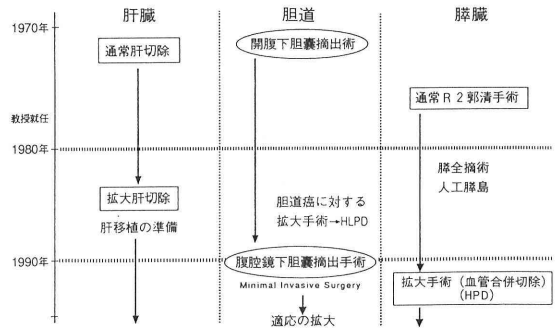 肝臓
胆道
膵臓
1970年
通常肝切除
開腹下胆嚢摘出術
通常R2郭清手術
教授就任
1980年
膵全摘術
人工膵島
拡大肝切除
肝移植の準備
胆道癌に対する
拡大手術→HLPD
1990年
腹腔鏡下胆嚢摘出手術
Minimal Invasive Surgery
適応の拡大
拡大手術(血管合併切除)
(HPD)